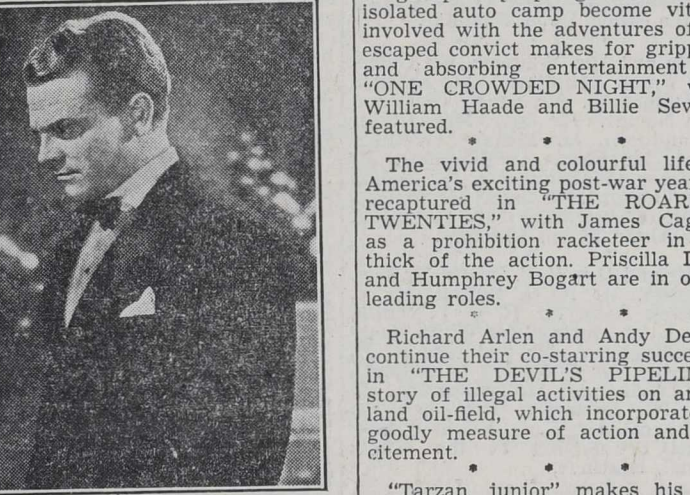 isolated auto camp become vit
involved with the adventures of
escaped convict makes for gripp
and absorbing entertainment
"ONE CROWDED NIGHT,"
William Haade and Billie Sew
featured.
* * *
The vivid and colourful life
America's exciting post-war year
recaptured in "THE ROAR
TWENTIES," with James Cag
as a prohibition racketeer in
thick of the action. Priscilla L
and Humphrey Bogart are in o
leading roles.
* * *
Richard Arlen and Andy De
continue their co-starring succe
in "THE DEVIL'S PIPELIN
story of illegal activities on an
land oil-field, which incorporat
goodly measure of action and
citement.
* * *
"Tarzan junior" makes his